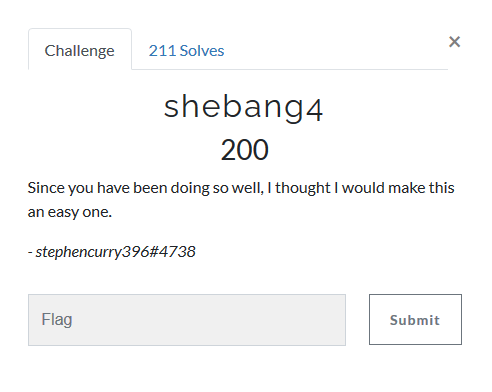 Challenge
211 Solves
×
shebang4
200
Since you have been doing so well, I thought I would make this
an easy one.
- stephencurry396#4738
Flag
Submit